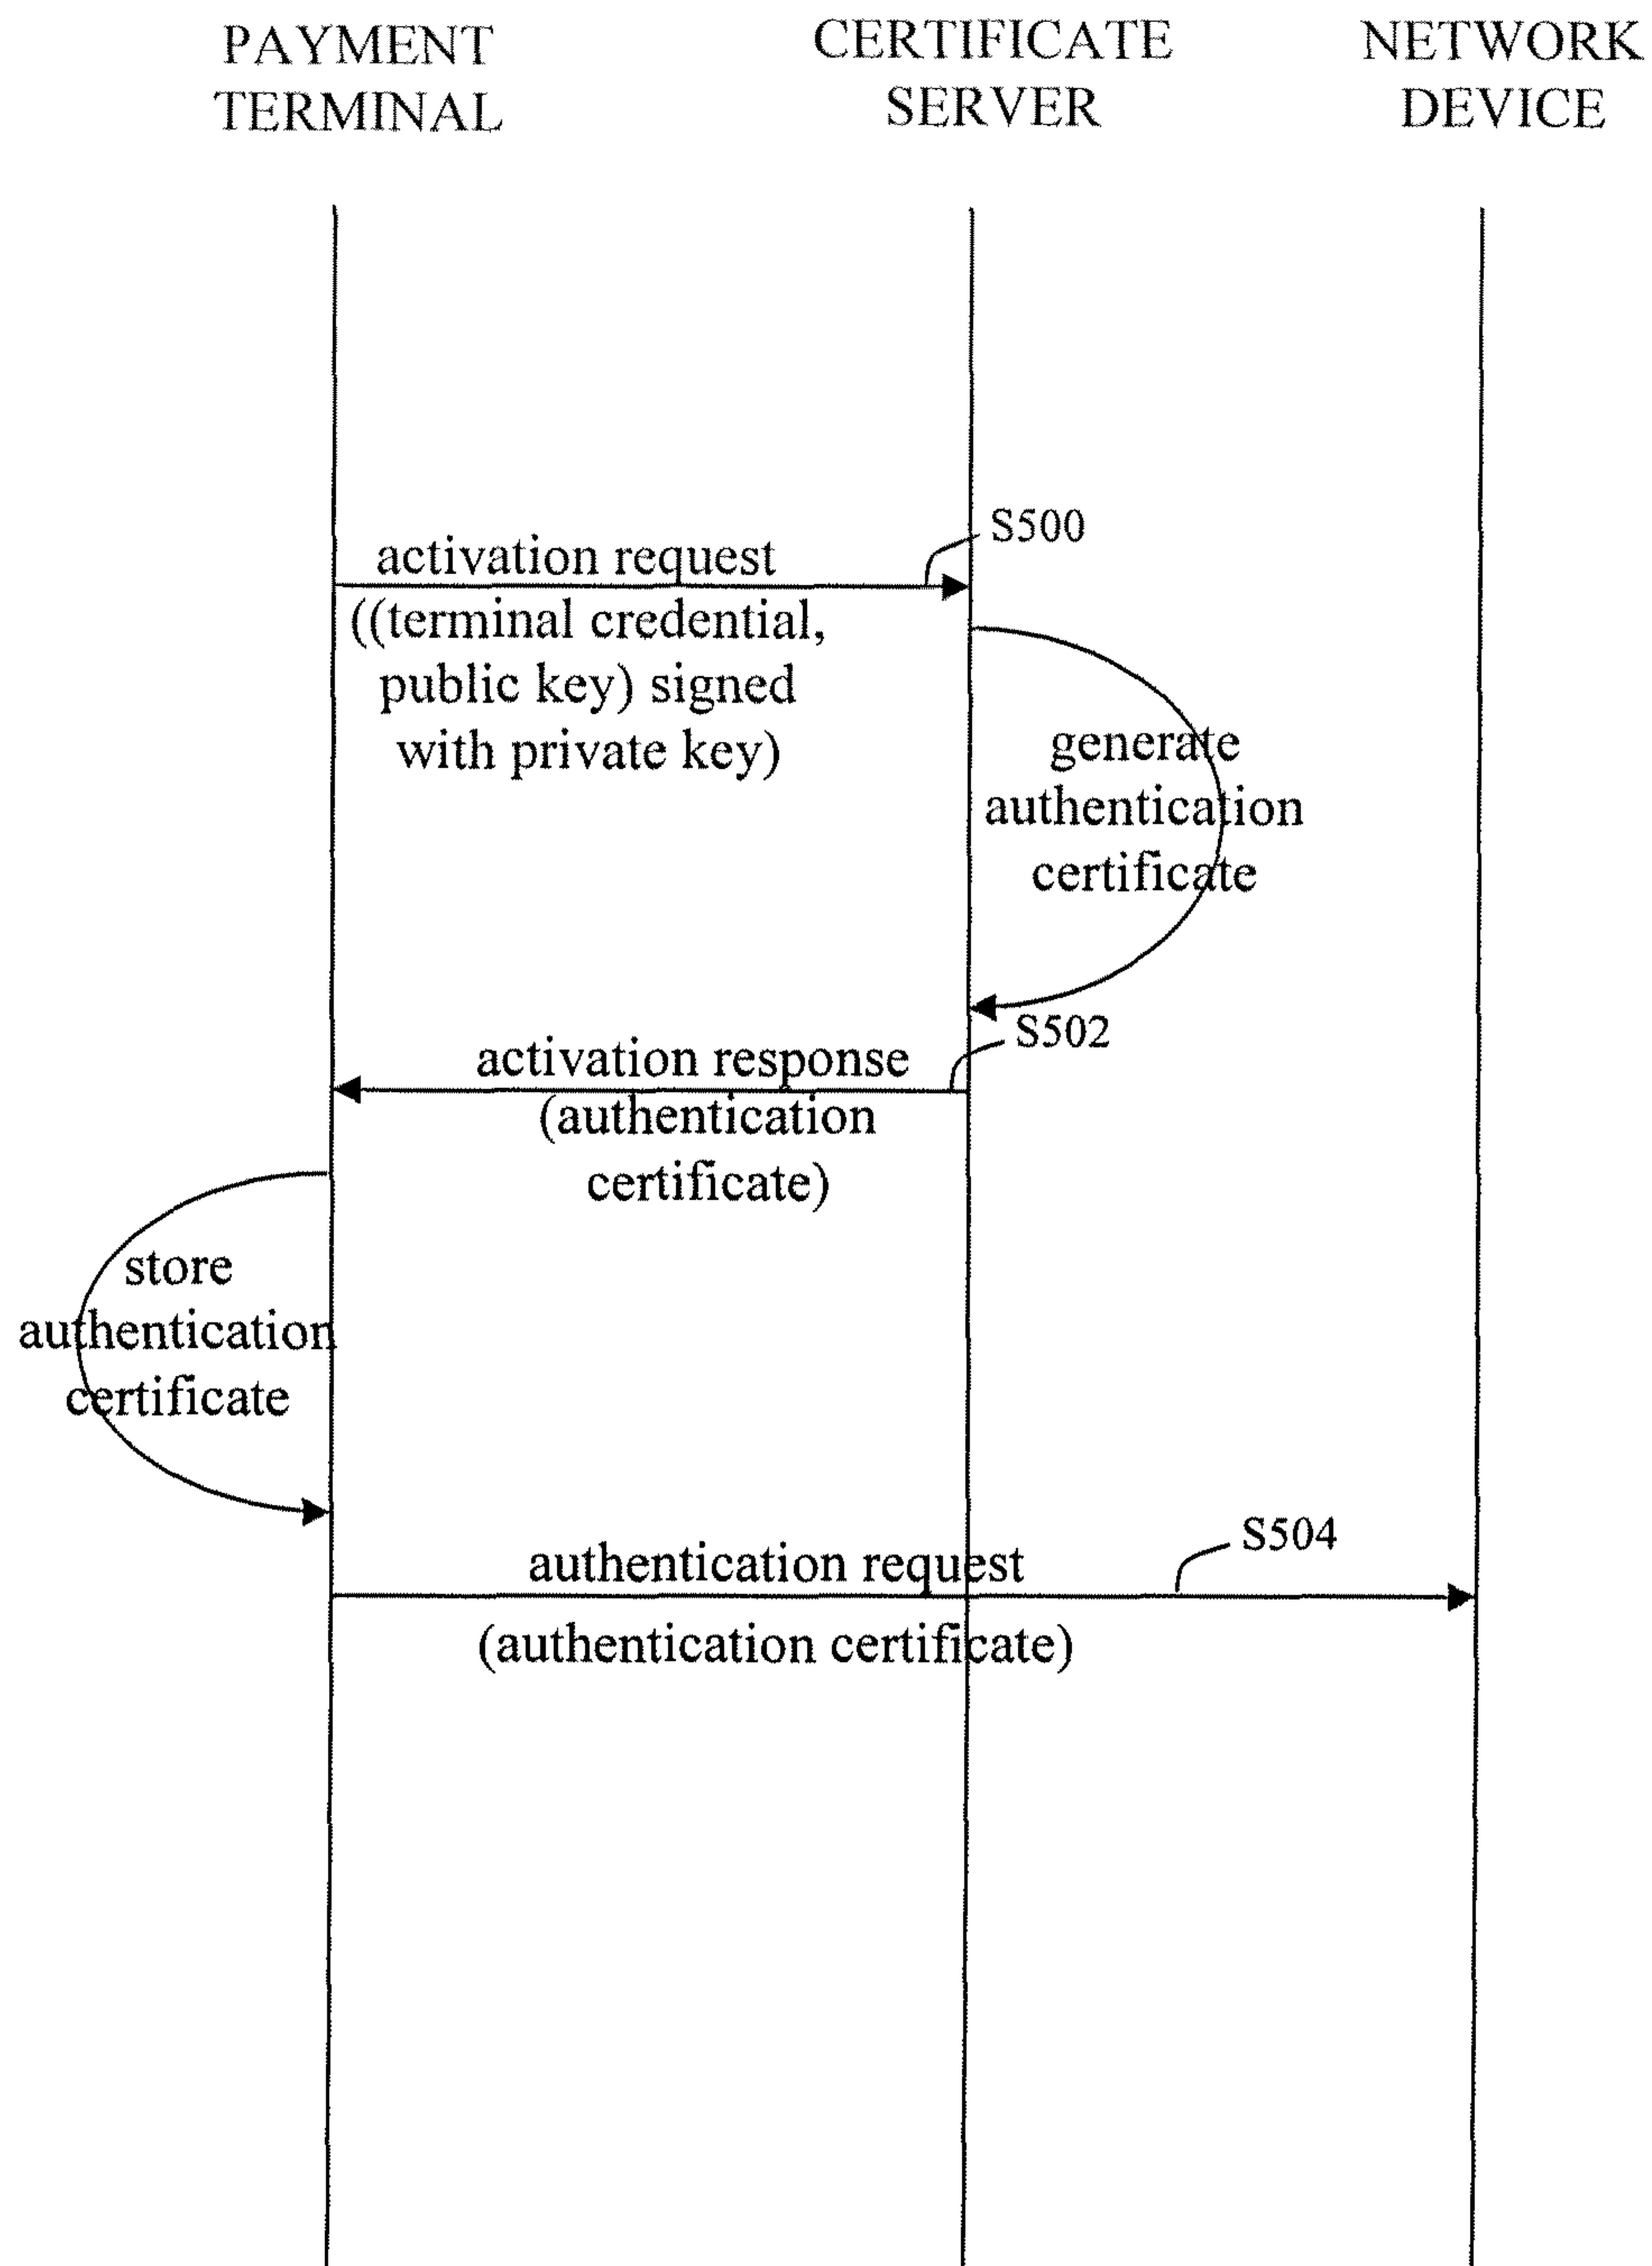 PAYMENT
TERMINAL
CERTIFICATE
SERVER
NETWORK
DEVICE
S500
activation request
((terminal credential,
public key) signed
with private key)
generate
authentication
certificate
S502
activation response
(authentication
certificate)
store
authentication
certificate
S504
authentication request
(authentication certificate)